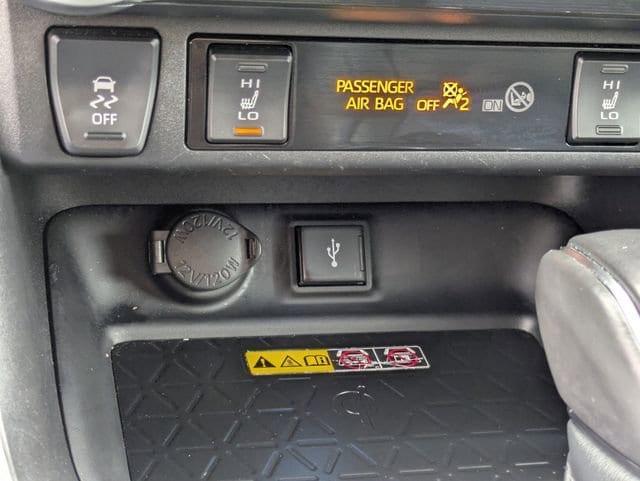 OFF
HI
LO
PASSENGER
AIR BAG OFF 2 ON
HI
LO
12V/120W
12V/120W